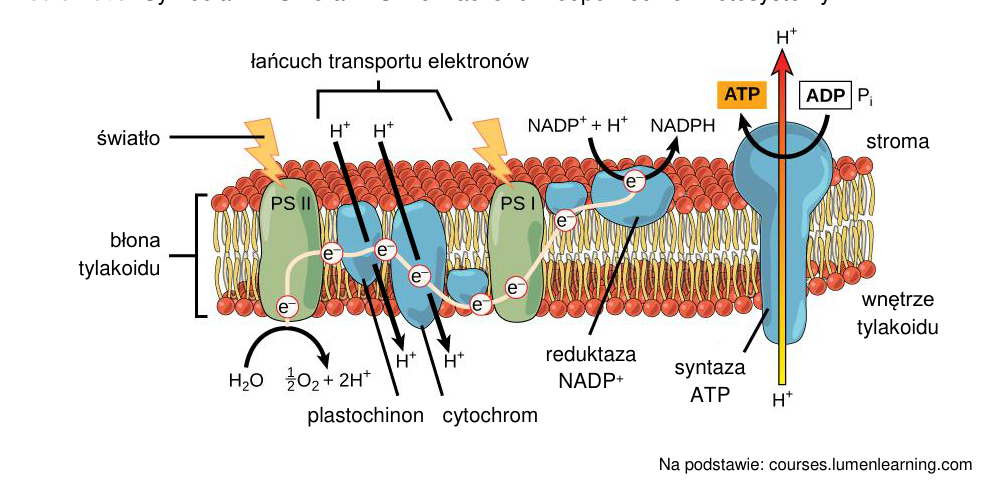 łańcuch transportu elektronów
H⁺
ATP
ADP
Pᵢ
światło
H⁺ H⁺
NADP⁺ + H⁺
NADPH
stroma
PS II
PS I
e⁻
błona
tylakoidu
e⁻
e⁻
e⁻
e⁻
e⁻
e⁻
e⁻
wnętrze
tylakoidu
H₂O
½O₂ + 2H⁺
H⁺ H⁺
reduktaza
NADP⁺
syntaza
ATP
H⁺
plastochinon
cytochrom
Na podstawie: courses.lumenlearning.com